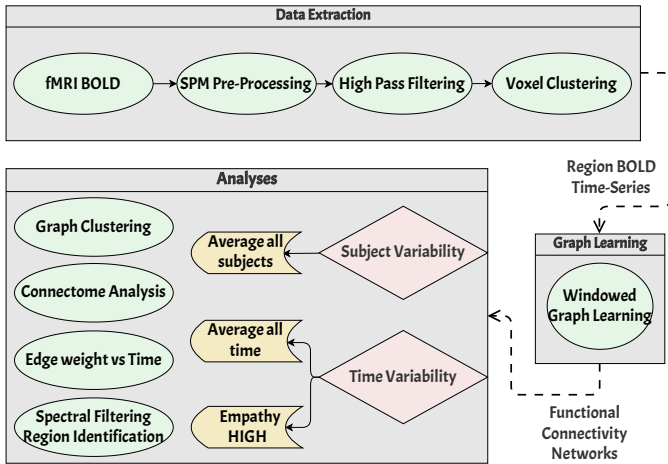 Data Extraction
fMRI BOLD
SPM Pre-Processing
High Pass Filtering
Voxel Clustering
Region BOLD
Time-Series
Graph Learning
Windowed
Graph Learning
Functional
Connectivity
Networks
Analyses
Graph Clustering
Connectome Analysis
Edge weight vs Time
Spectral Filtering
Region Identification
Average all
subjects
Subject Variability
Average all
time
Time Variability
Empathy
HIGH